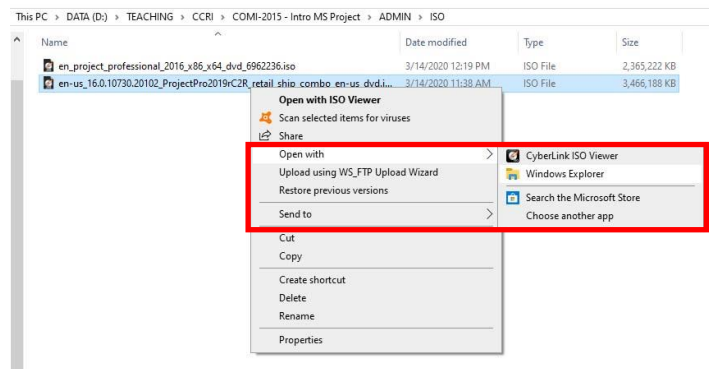 This PC > DATA (D:) > TEACHING > CCRI > COMI-2015 - Intro MS Project > ADMIN > ISO
Name Date modified Type Size
en_project_professional_2016_x86_x64_dvd_6962236.iso 3/14/2020 12:19 PM ISO File 2,365,222 KB
en-us_16.0.10730.20102_ProjectPro2019rC2R_retail_ship_combo_en-us_dvd.i... 3/14/2020 11:38 AM ISO File 3,466,188 KB
Open with ISO Viewer
Scan selected items for viruses
Share
Open with > CyberLink ISO Viewer
Upload using WS_FTP Upload Wizard Windows Explorer
Restore previous versions Search the Microsoft Store
Send to > Choose another app
Cut
Copy
Create shortcut
Delete
Rename
Properties